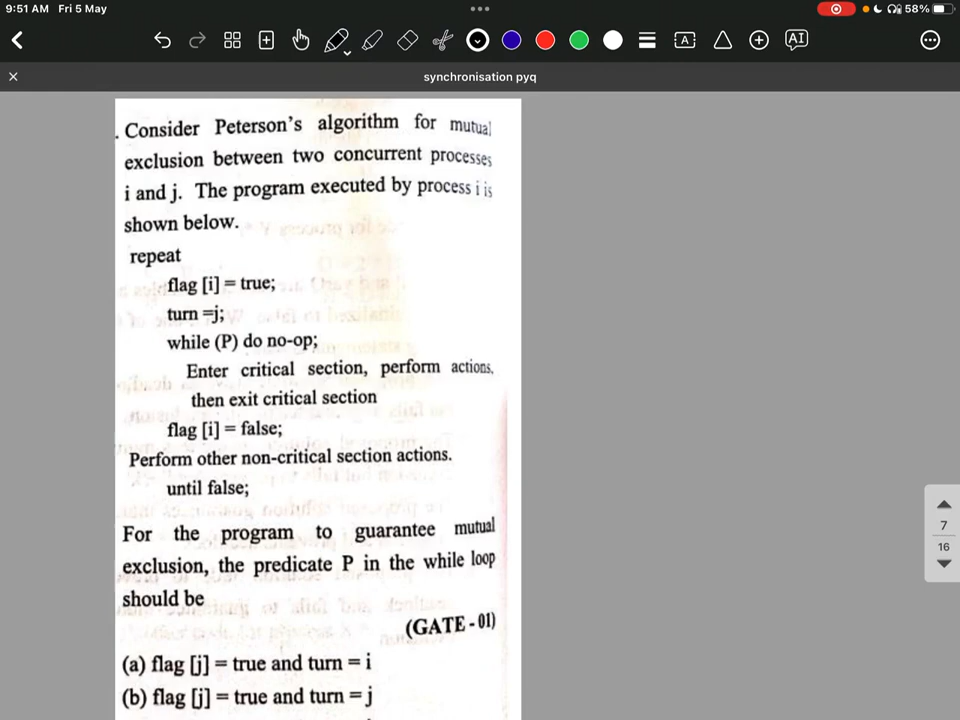 9:51 AM Fri 5 May
58%
A
AI
synchronisation pyq
. Consider Peterson's algorithm for mutual
exclusion between two concurrent processes
i and j. The program executed by process i is
shown below.
repeat
flag [i] = true;
turn =j;
while (P) do no-op;
Enter critical section, perform actions,
then exit critical section
flag [i] = false;
Perform other non-critical section actions.
until false;
For the program to guarantee mutual
exclusion, the predicate P in the while loop
should be
(GATE - 01)
(a) flag [j] = true and turn = i
(b) flag [j] = true and turn = j
7
16